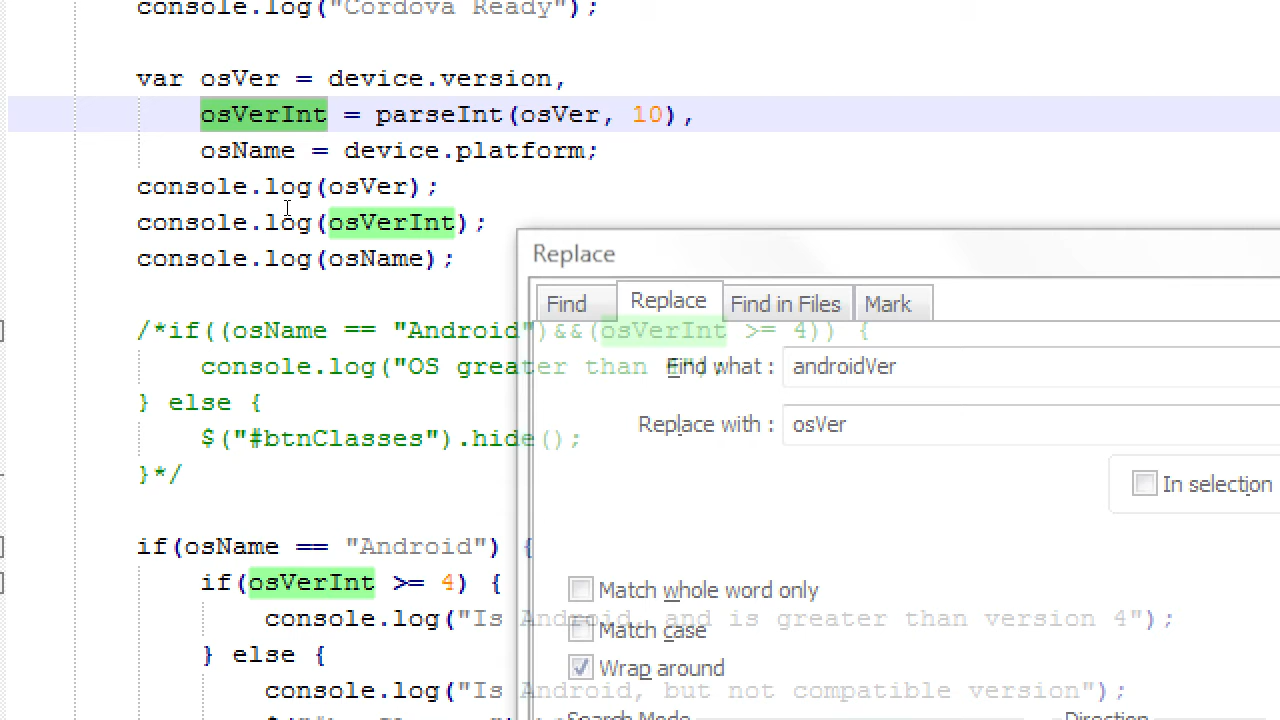 console.log("Cordova Ready");
var osVer = device.version,
osVerInt = parseInt(osVer, 10),
osName = device.platform;
console.log(osVer);
console.log(osVerInt);
console.log(osName);
Replace
Find Replace Find in Files Mark
/*if((osName == "Android")&&(osVerInt >= 4)) {
console.log("OS greater than
Find what : androidVer
} else {
Replace with : osVer
$("#btnClasses").hide();
}*/
In selection
if(osName == "Android") {
if(osVerInt >= 4) {
Match whole word only
console.log("Is Android, and is greater than version 4");
Match case
} else {
Wrap around
console.log("Is Android, but not compatible version");
Search Mode
Direction